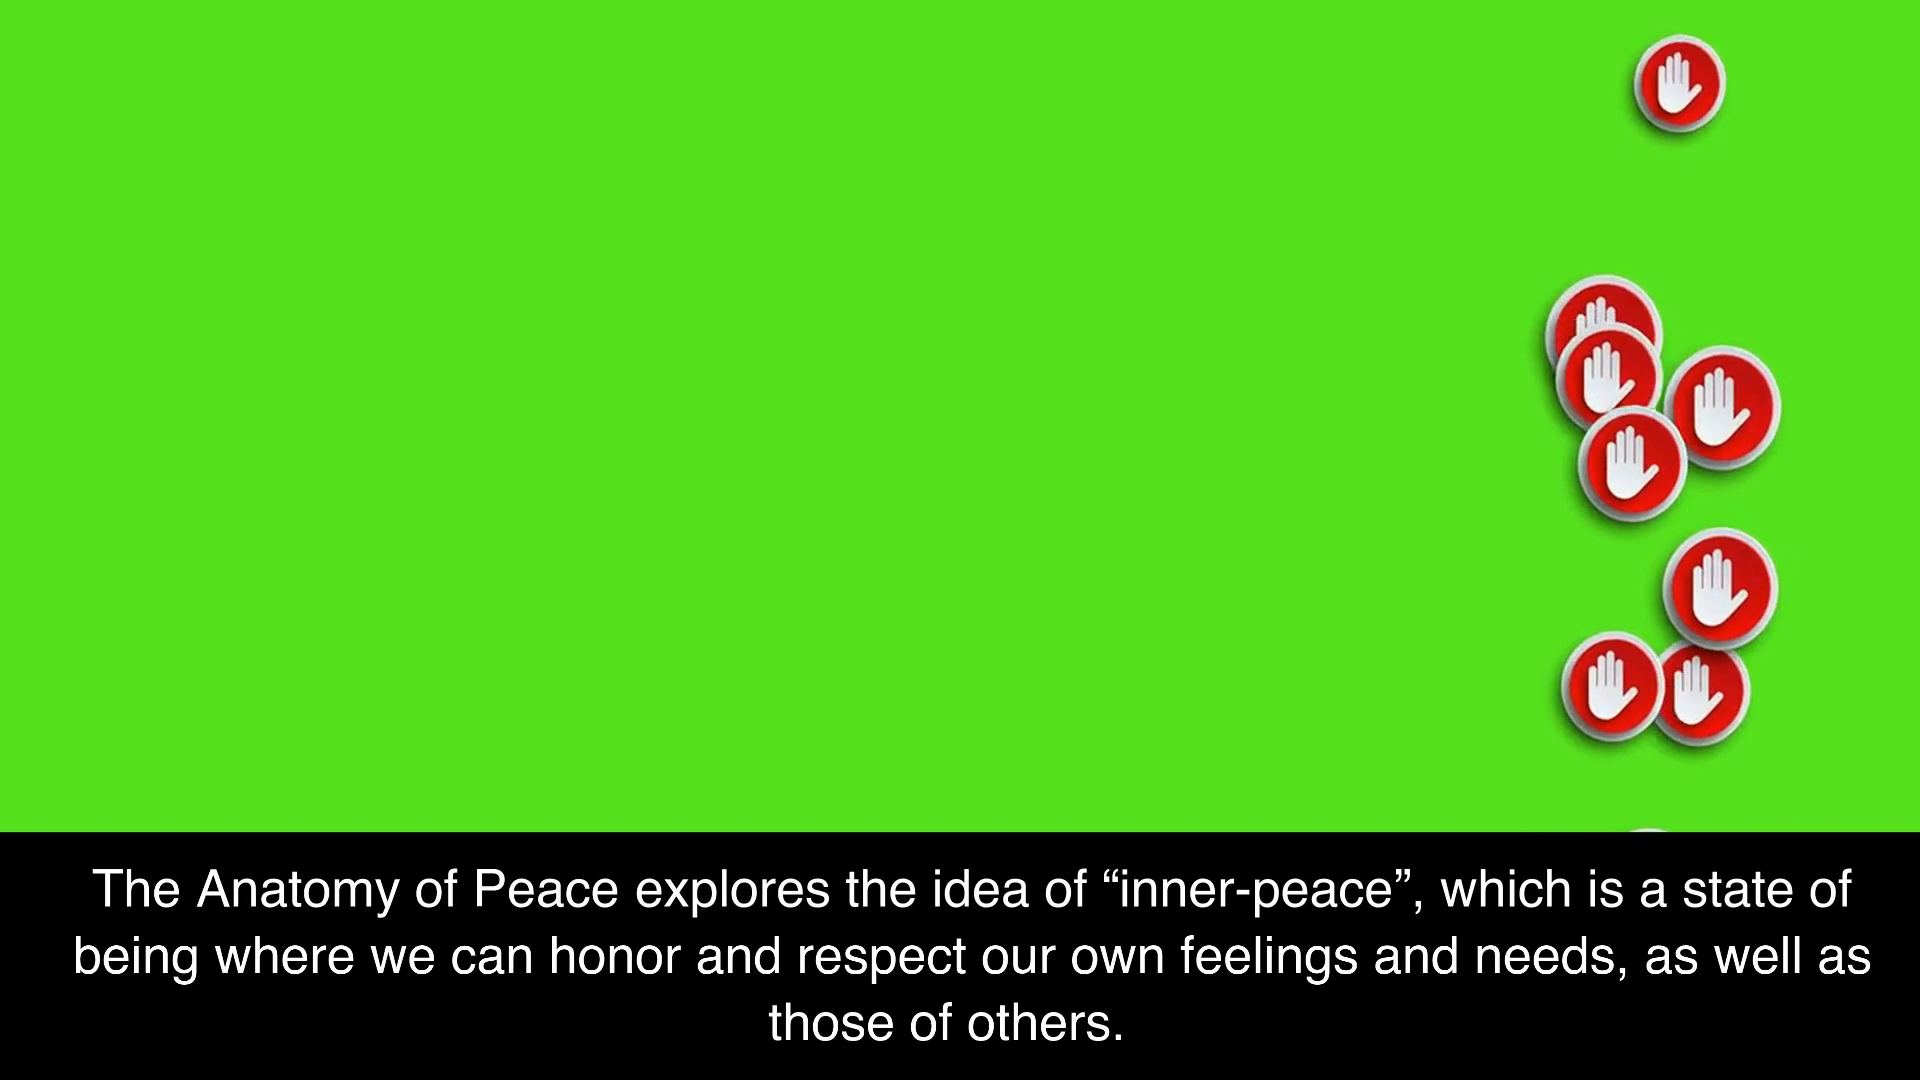 The Anatomy of Peace explores the idea of “inner-peace”, which is a state of
being where we can honor and respect our own feelings and needs, as well as
those of others.